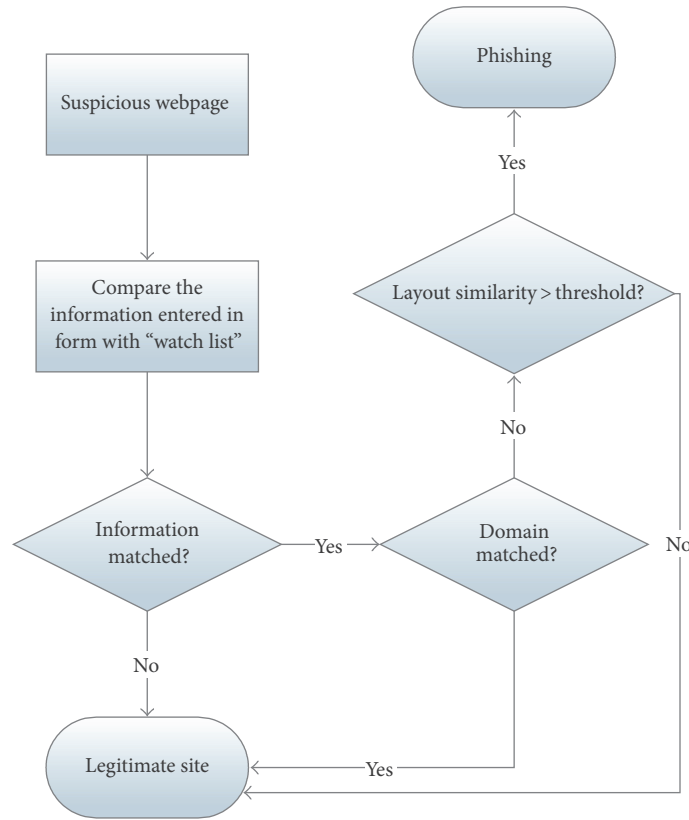 Suspicious webpage
Compare the
information entered in
form with “watch list”
Information
matched?
Yes
No
Domain
matched?
No
Yes
Layout similarity > threshold?
Yes
No
Phishing
Legitimate site